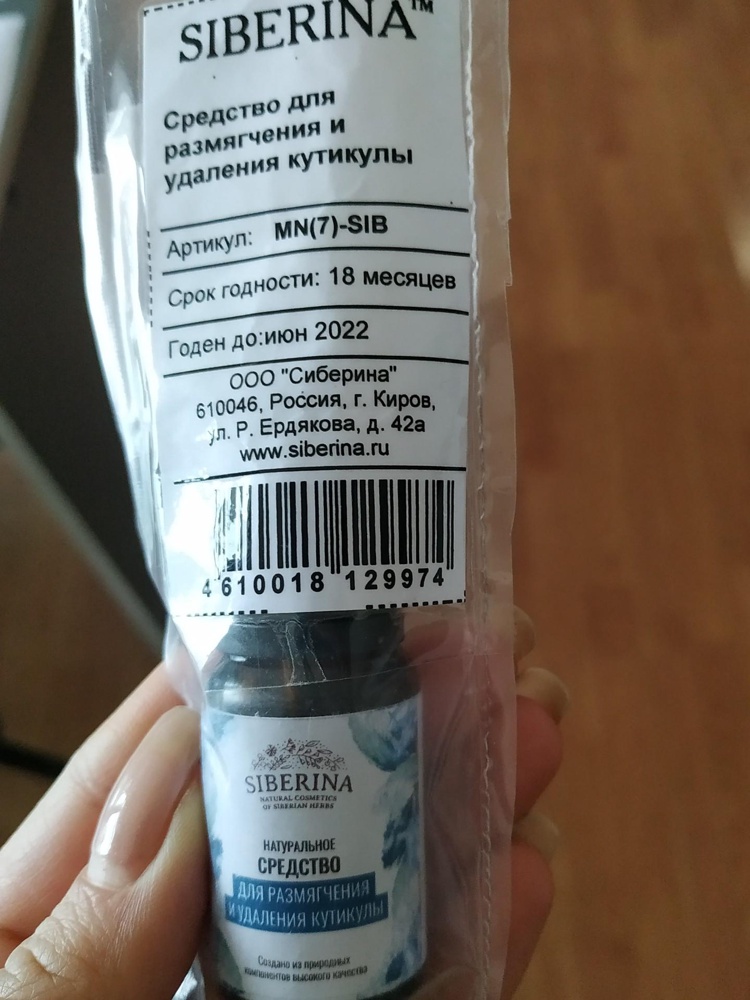 SIBERINA™
Средство для
размягчения и
удаления кутикулы
Артикул: MN(7)-SIB
Срок годности: 18 месяцев
Годен до:июн 2022
ООО "Сиберина"
610046, Россия, г. Киров,
ул. Р. Ердякова, д. 42а
www.siberina.ru
4 610018 129974
SIBERINA
NATURAL COSMETICS
OF SIBERIAN HERBS
НАТУРАЛЬНОЕ
СРЕДСТВО
ДЛЯ РАЗМЯГЧЕНИЯ
И УДАЛЕНИЯ КУТИКУЛЫ
Создано из природных
компонентов высокого качества